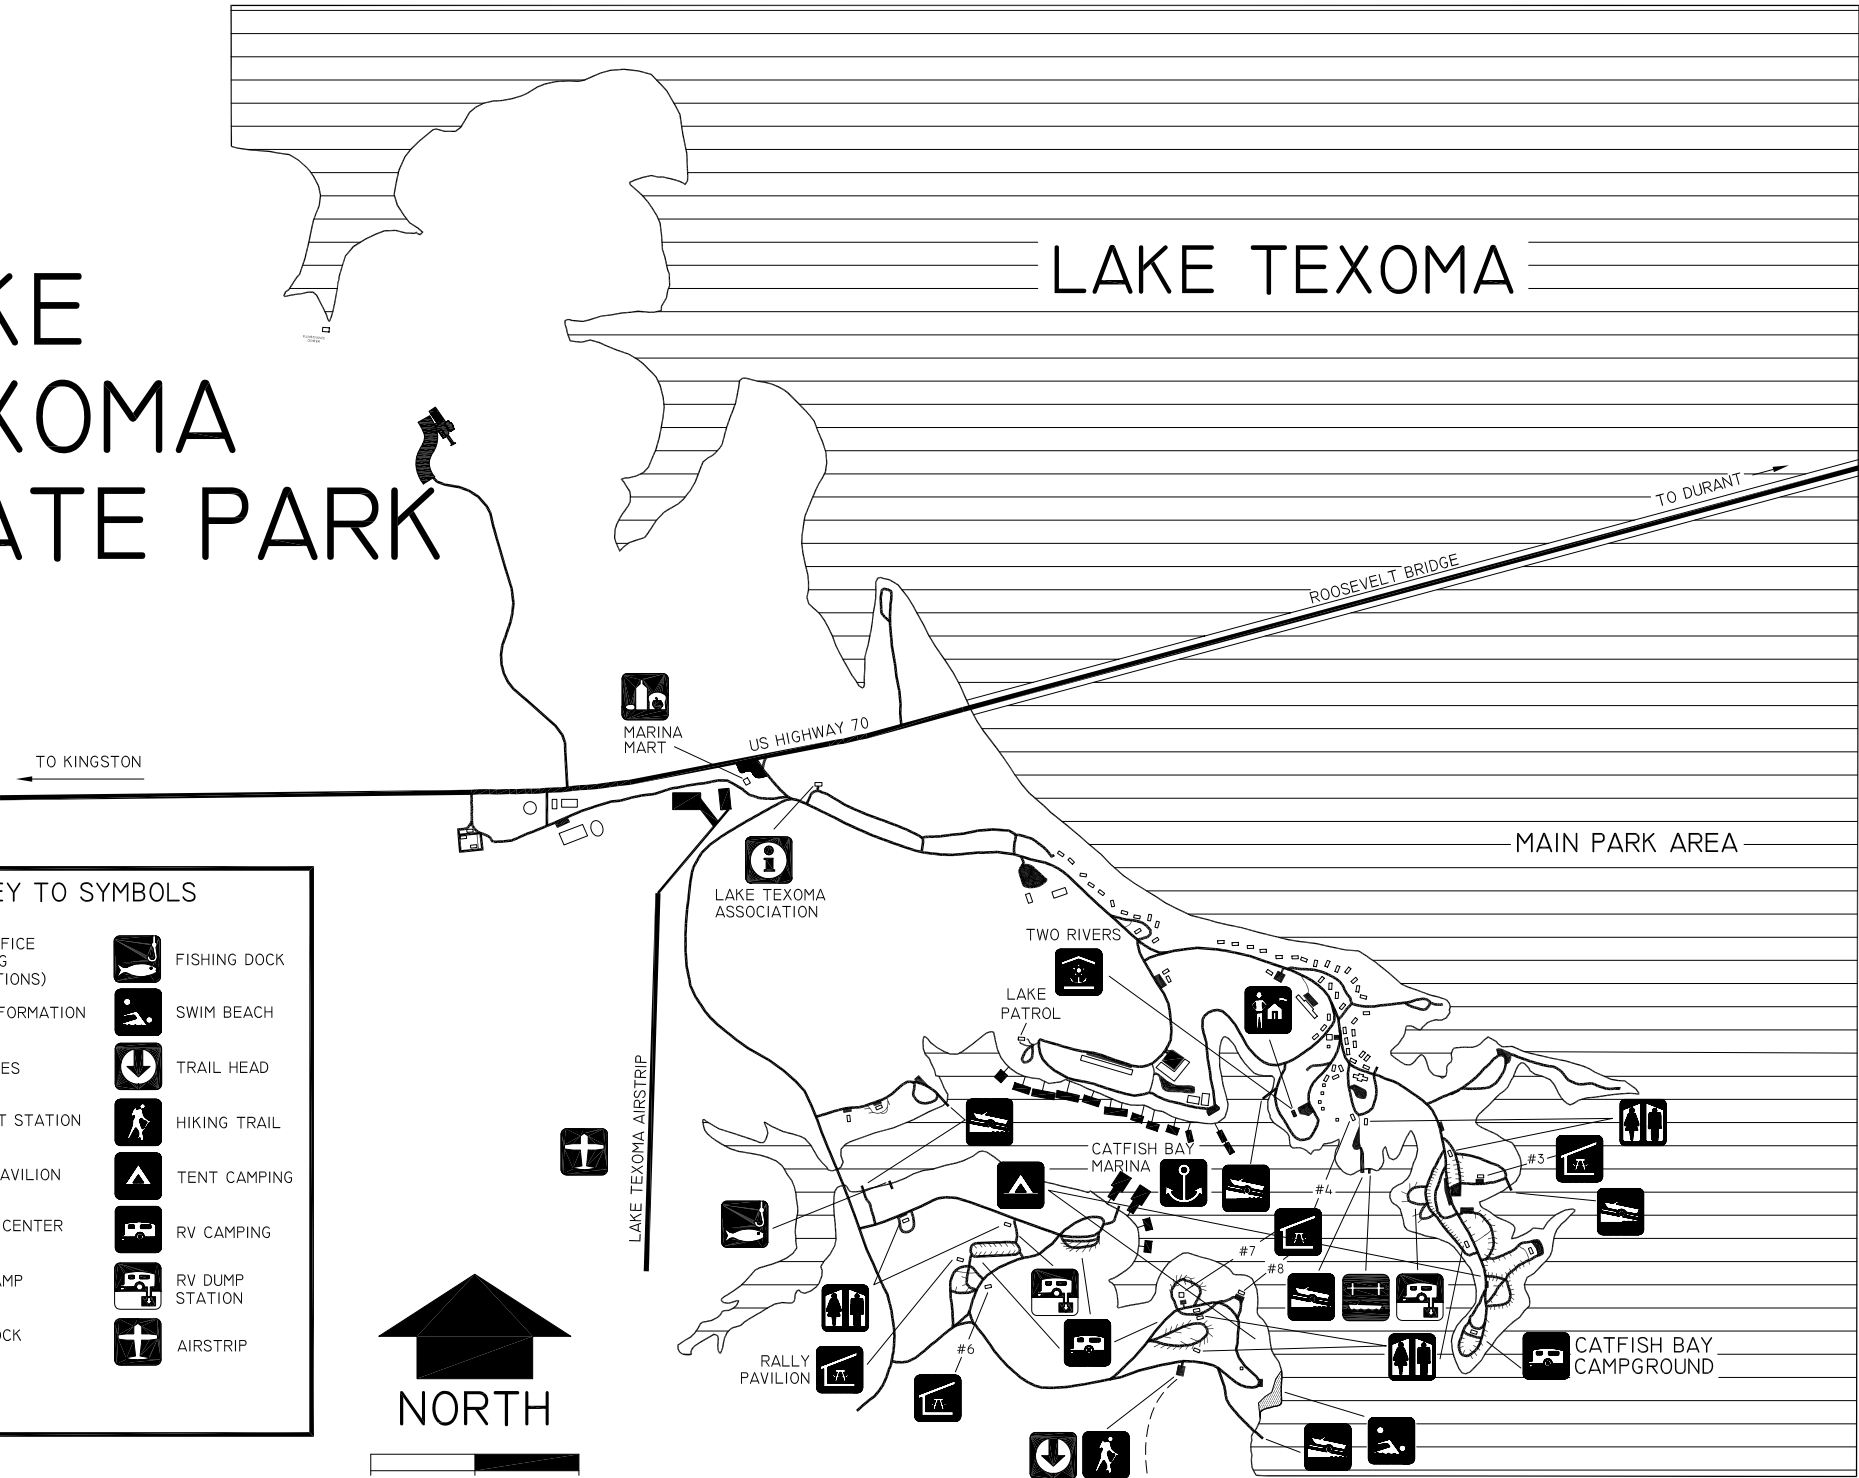 LAKE TEXOMA
KE
XOMA
ATE PARK
TO DURANT
ROOSEVELT BRIDGE
MARINA
MART
US HIGHWAY 70
TO KINGSTON
MAIN PARK AREA
LAKE TEXOMA
ASSOCIATION
TWO RIVERS
LAKE
PATROL
LAKE TEXOMA AIRSTRIP
CATFISH BAY
MARINA
#3
#4
#7
#8
#6
RALLY
PAVILION
CATFISH BAY
CAMPGROUND
NORTH
EY TO SYMBOLS
FICE
G
TIONS)
FORMATION
ES
T STATION
AVILION
CENTER
AMP
OCK
FISHING DOCK
SWIM BEACH
TRAIL HEAD
HIKING TRAIL
TENT CAMPING
RV CAMPING
RV DUMP
STATION
AIRSTRIP